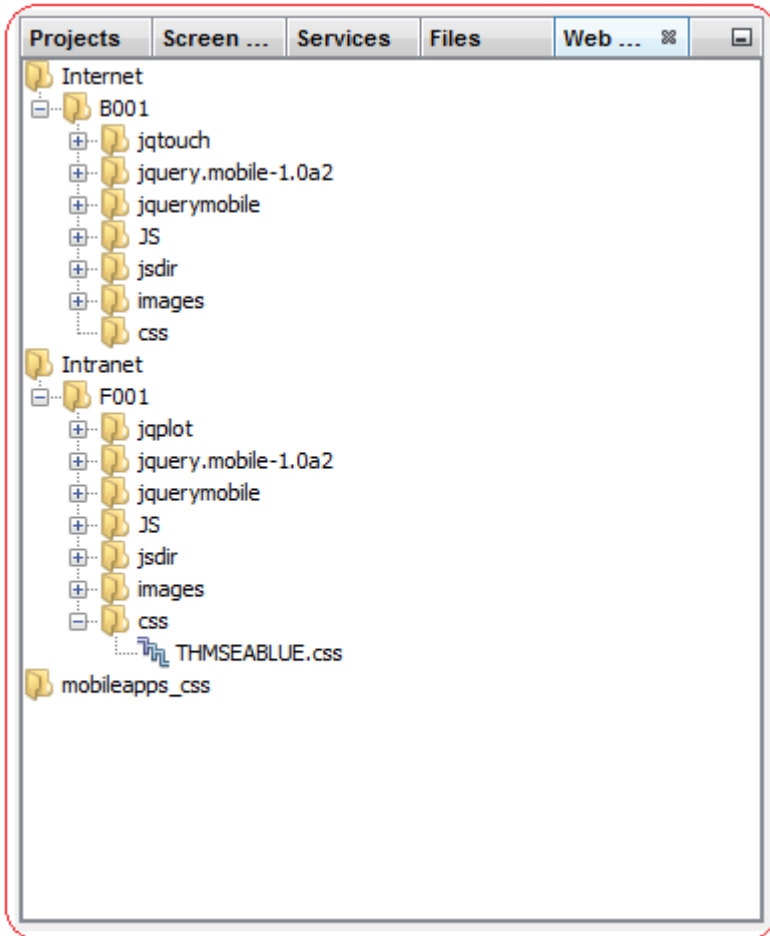 Projects Screen ... Services Files Web ...
Internet
B001
jqtouch
jquery.mobile-1.0a2
jquerymobile
JS
jsdir
images
css
Intranet
F001
jqplot
jquery.mobile-1.0a2
jquerymobile
JS
jsdir
images
css
THMSEABLUE.css
mobileapps_css